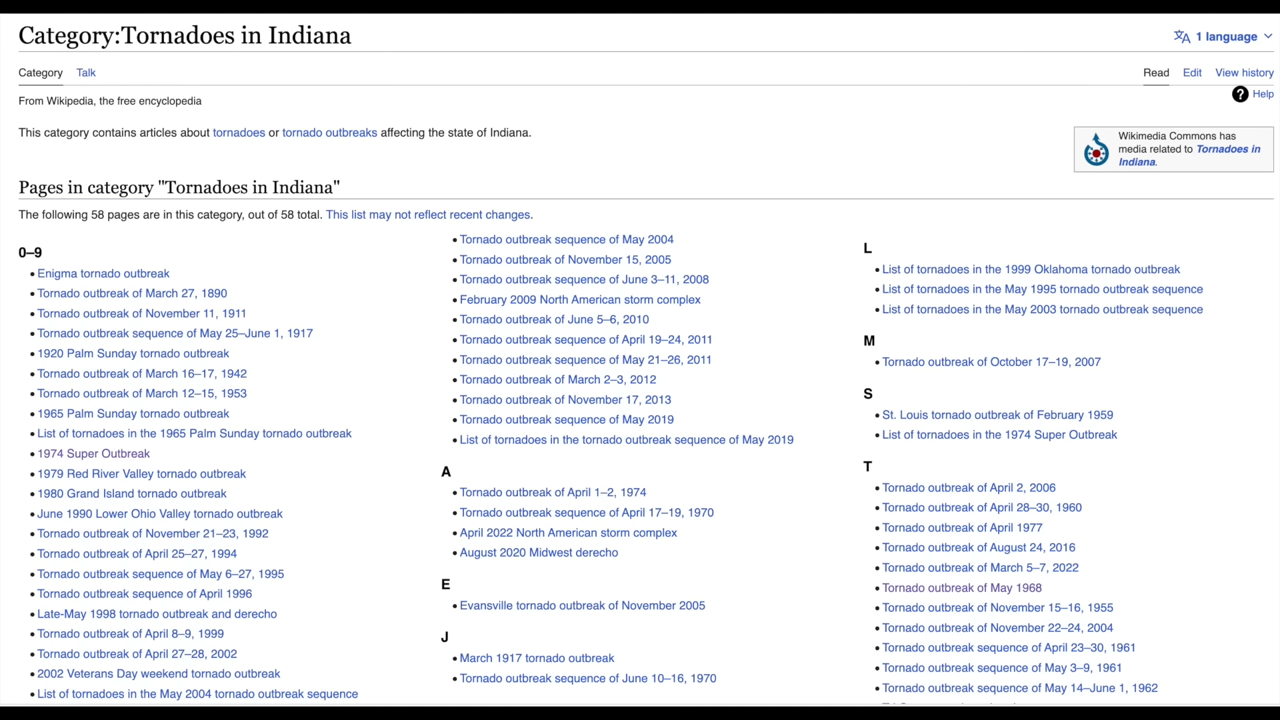 Category:Tornadoes in Indiana
1 language
Category Talk
Read Edit View history
From Wikipedia, the free encyclopedia
? Help
This category contains articles about tornadoes or tornado outbreaks affecting the state of Indiana.
Wikimedia Commons has
media related to Tornadoes in
Indiana.
Pages in category "Tornadoes in Indiana"
The following 58 pages are in this category, out of 58 total. This list may not reflect recent changes.
0–9
• Enigma tornado outbreak
• Tornado outbreak of March 27, 1890
• Tornado outbreak of November 11, 1911
• Tornado outbreak sequence of May 25–June 1, 1917
• 1920 Palm Sunday tornado outbreak
• Tornado outbreak of March 16–17, 1942
• Tornado outbreak of March 12–15, 1953
• 1965 Palm Sunday tornado outbreak
• List of tornadoes in the 1965 Palm Sunday tornado outbreak
• 1974 Super Outbreak
• 1979 Red River Valley tornado outbreak
• 1980 Grand Island tornado outbreak
• June 1990 Lower Ohio Valley tornado outbreak
• Tornado outbreak of November 21–23, 1992
• Tornado outbreak of April 25–27, 1994
• Tornado outbreak sequence of May 6–27, 1995
• Tornado outbreak sequence of April 1996
• Late-May 1998 tornado outbreak and derecho
• Tornado outbreak of April 8–9, 1999
• Tornado outbreak of April 27–28, 2002
• 2002 Veterans Day weekend tornado outbreak
• List of tornadoes in the May 2004 tornado outbreak sequence
• Tornado outbreak sequence of May 2004
• Tornado outbreak of November 15, 2005
• Tornado outbreak sequence of June 3–11, 2008
• February 2009 North American storm complex
• Tornado outbreak of June 5–6, 2010
• Tornado outbreak sequence of April 19–24, 2011
• Tornado outbreak sequence of May 21–26, 2011
• Tornado outbreak of March 2–3, 2012
• Tornado outbreak of November 17, 2013
• Tornado outbreak sequence of May 2019
• List of tornadoes in the tornado outbreak sequence of May 2019
A
• Tornado outbreak of April 1–2, 1974
• Tornado outbreak sequence of April 17–19, 1970
• April 2022 North American storm complex
• August 2020 Midwest derecho
E
• Evansville tornado outbreak of November 2005
J
• March 1917 tornado outbreak
• Tornado outbreak sequence of June 10–16, 1970
L
• List of tornadoes in the 1999 Oklahoma tornado outbreak
• List of tornadoes in the May 1995 tornado outbreak sequence
• List of tornadoes in the May 2003 tornado outbreak sequence
M
• Tornado outbreak of October 17–19, 2007
S
• St. Louis tornado outbreak of February 1959
• List of tornadoes in the 1974 Super Outbreak
T
• Tornado outbreak of April 2, 2006
• Tornado outbreak of April 28–30, 1960
• Tornado outbreak of April 1977
• Tornado outbreak of August 24, 2016
• Tornado outbreak of March 5–7, 2022
• Tornado outbreak of May 1968
• Tornado outbreak of November 15–16, 1955
• Tornado outbreak of November 22–24, 2004
• Tornado outbreak sequence of April 23–30, 1961
• Tornado outbreak sequence of May 3–9, 1961
• Tornado outbreak sequence of May 14–June 1, 1962